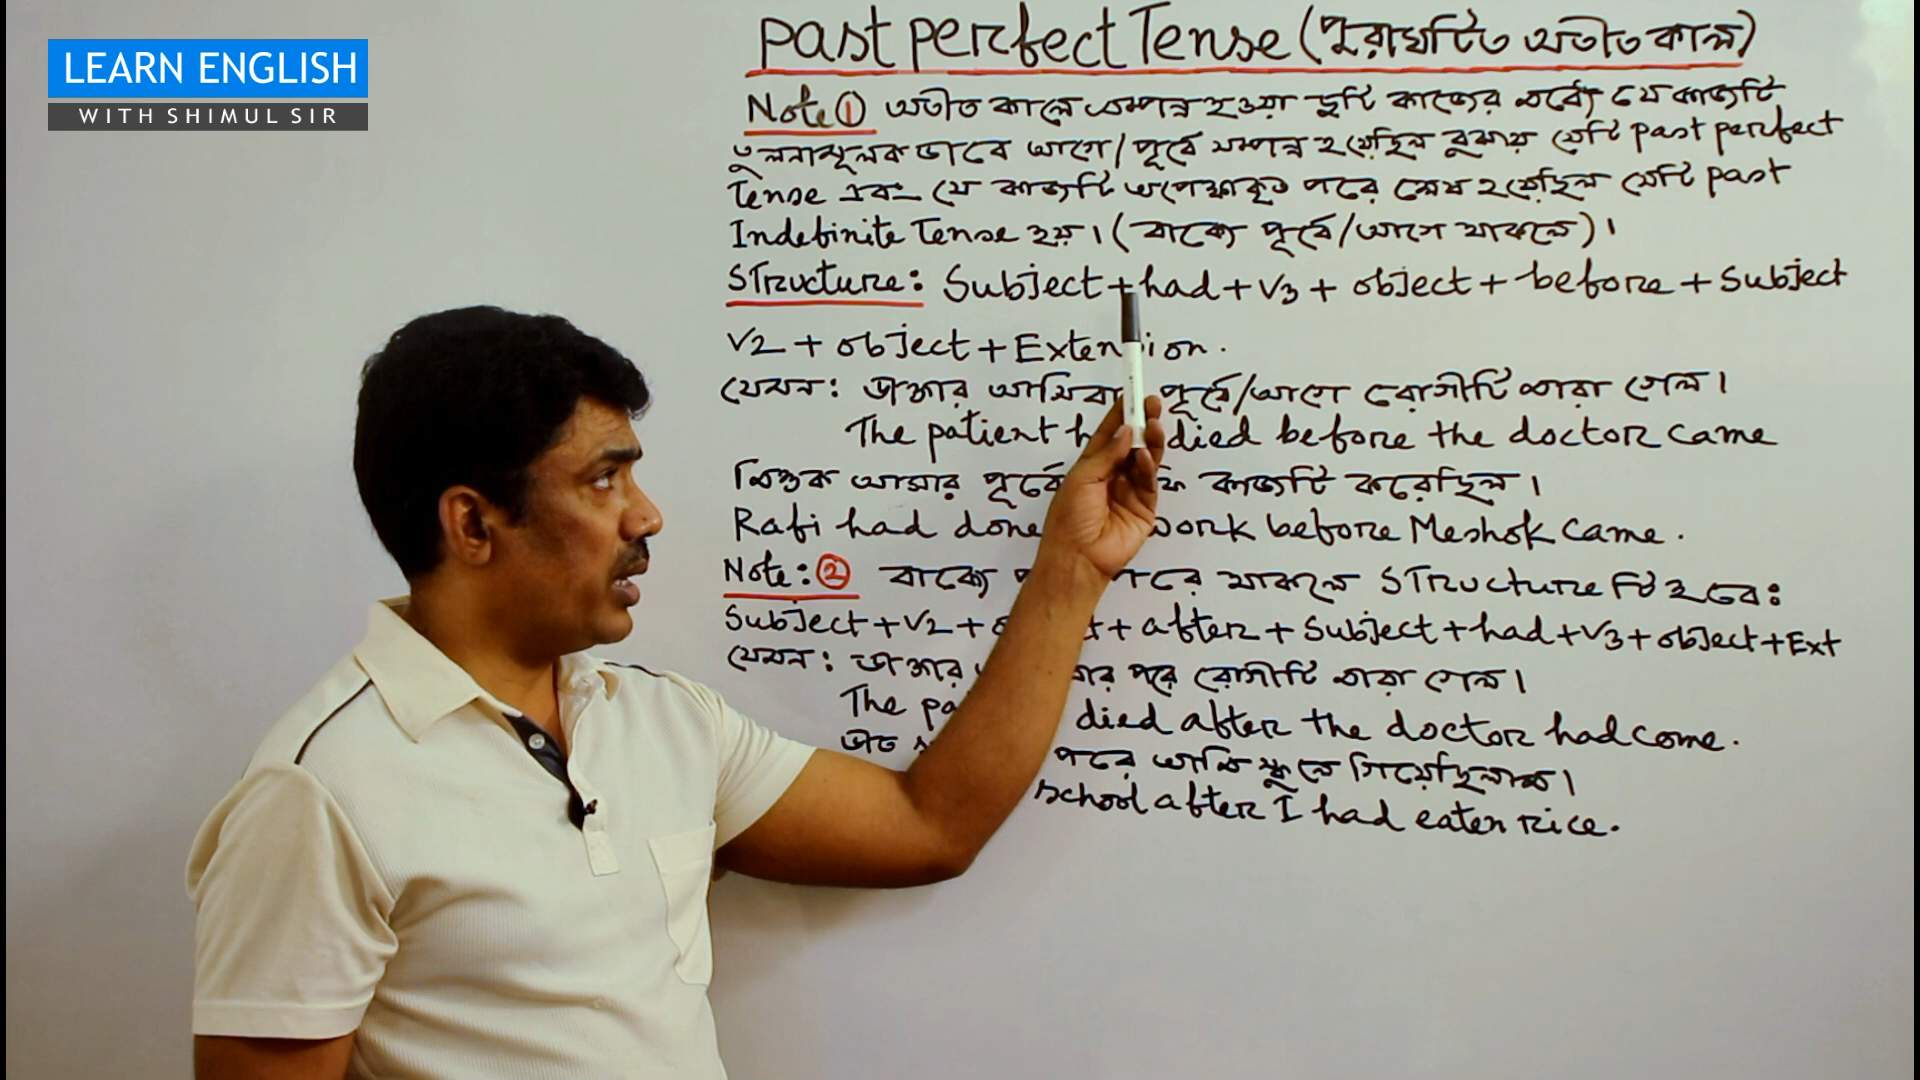 LEARN ENGLISH
WITH SHIMUL SIR
Past Perfect Tense (পুরাঘটিত অতীত কাল)
Note ① অতীত কালে সম্পন্ন হওয়া দুটি কাজের মধ্যে যে কাজটি
তুলনামূলক ভাবে আগে/পূর্বে সম্পন্ন হয়েছিল বুঝায় সেটি past perfect
Tense এবং যে কাজটি অপেক্ষাকৃত পরে শেষ হয়েছিল সেটি past
Indefinite Tense হয়। (বাক্যে পূর্বে/আগে থাকলে)।
Structure: Subject + had + V3 + object + before + Subject
V2 + object + Extension.
যেমন: ডাক্তার আসিবার পূর্বে/আগে রোগীটি মারা গেল।
The patient died before the doctor came
আসার পূর্বে কাজটি করেছিল।
Rafi had done work before Meshok came.
Note: ② বাক্যে পরে থাকলে Structure টি হবে:
Subject + V2 + + after + Subject + had + V3 + object + Ext
যেমন: ডাক্তার পরে রোগীটি মারা গেল।
The died after the doctor had come.
ভাত পরে আমি স্কুলে গিয়েছিলাম।
school after I had eaten rice.